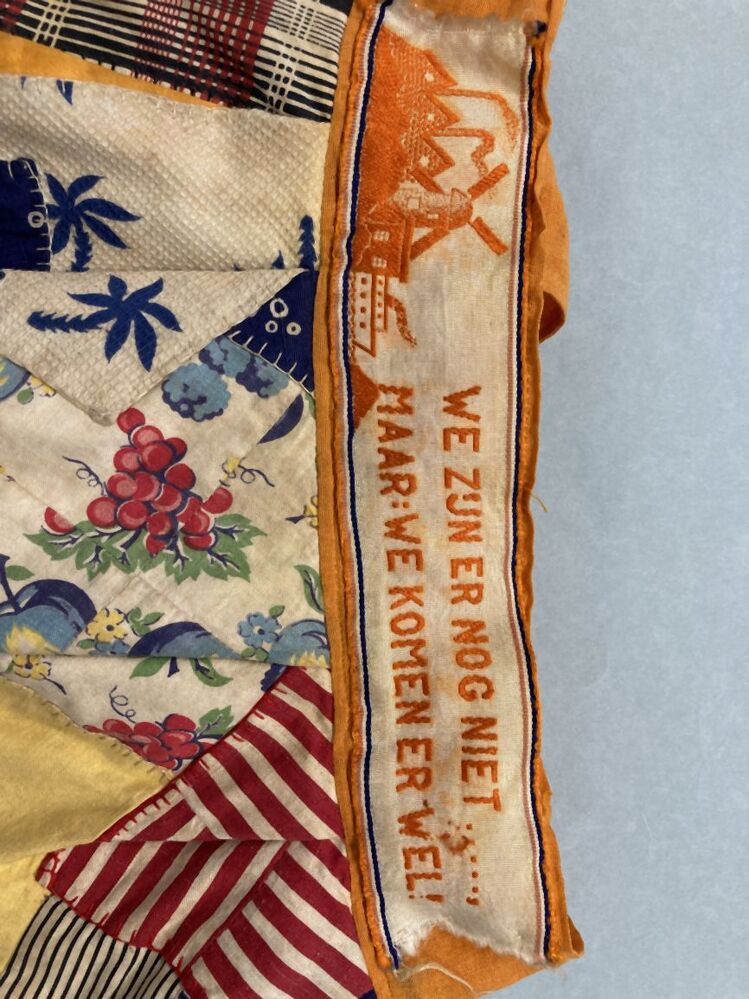 WE ZIJN ER NOG NIET .....,
MAAR: WE KOMEN ER WEL!